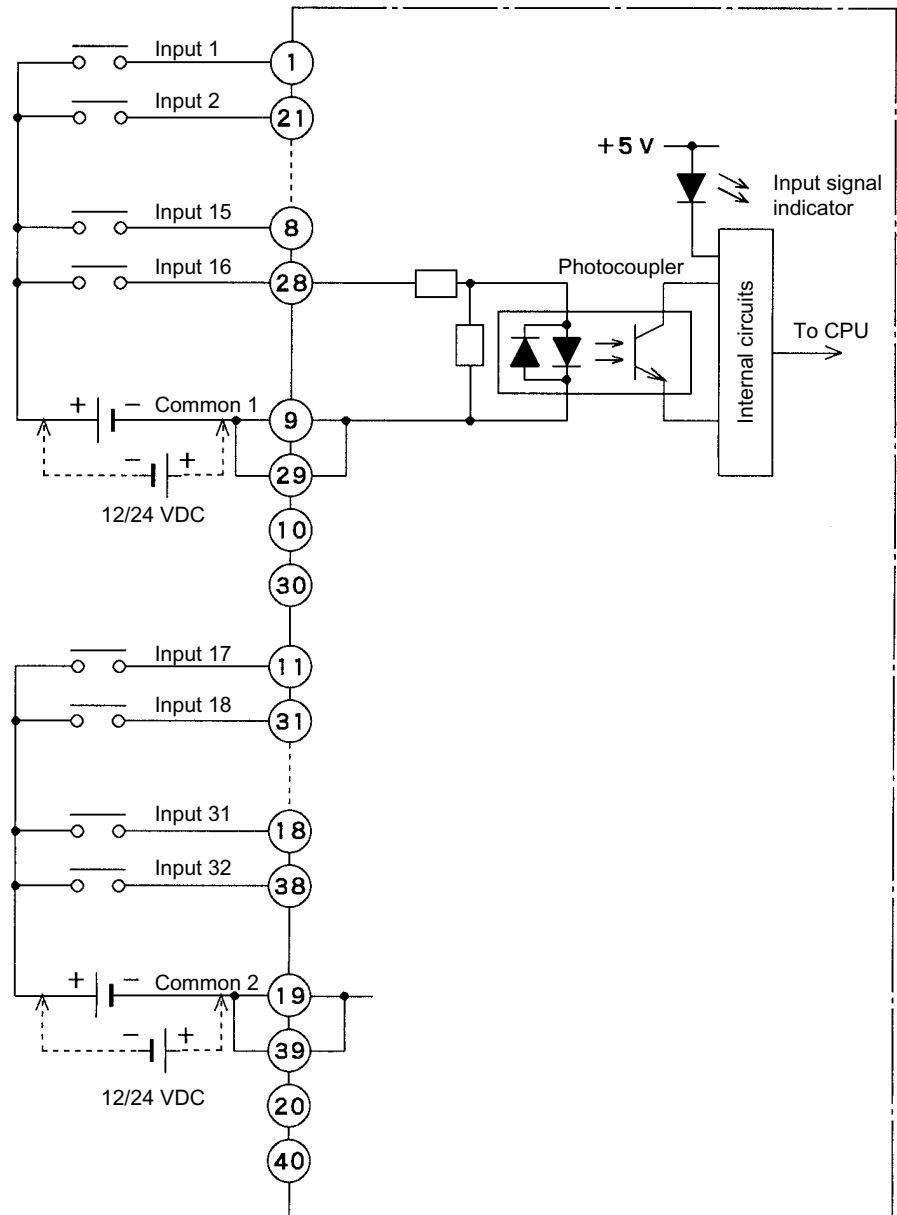 Input 1
1
Input 2
21
+5 V
Input signal
indicator
Input 15
8
Input 16
28
Photocoupler
Internal circuits
To CPU
+ − Common 1
9
− +
29
12/24 VDC
10
30
Input 17
11
Input 18
31
Input 31
18
Input 32
38
+ − Common 2
19
− +
39
12/24 VDC
20
40